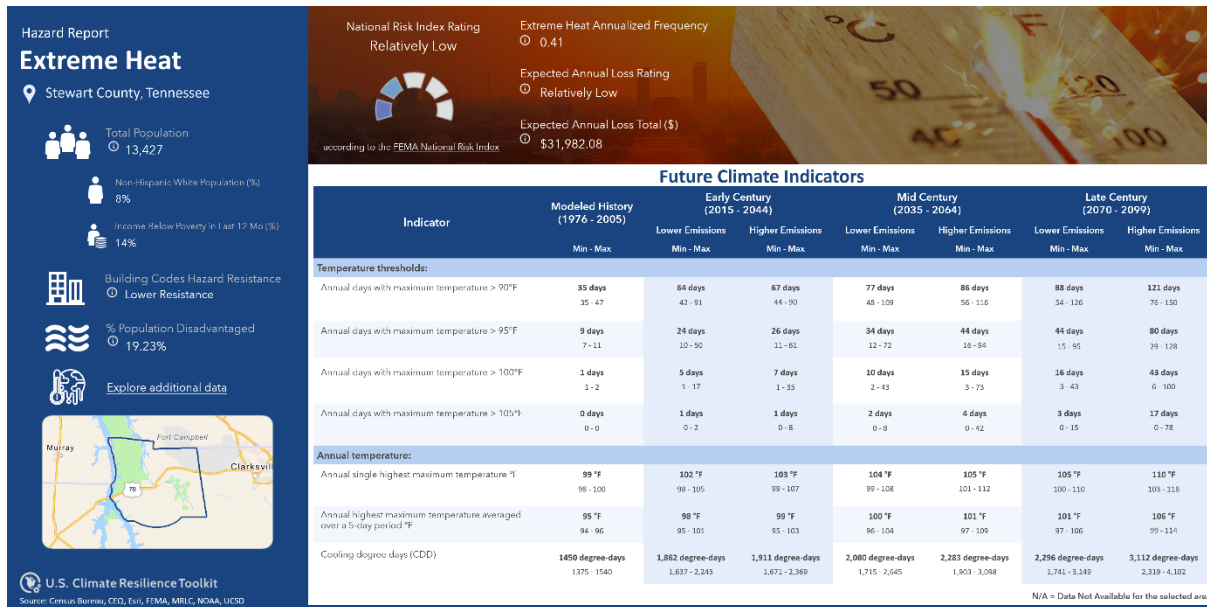 Hazard Report
Extreme Heat
Stewart County, Tennessee
Total Population
13,427
Non-Hispanic White Population (%)
8%
Income Below Poverty in Last 12 Mo (%)
14%
Building Codes Hazard Resistance
Lower Resistance
% Population Disadvantaged
19.23%
Explore additional data
Fort Campbell
Murray
Clarksvil
79
U.S. Climate Resilience Toolkit
Source: Census Bureau, CEQ, Esri, FEMA, MRLC, NOAA, UCSD
National Risk Index Rating
Relatively Low
according to the FEMA National Risk Index
Extreme Heat Annualized Frequency
0.41
Expected Annual Loss Rating
Relatively Low
Expected Annual Loss Total ($)
$31,982.08
°C F
50 120
40 100
Future Climate Indicators
Indicator
Modeled History
(1976 - 2005)
Min - Max
Early Century
(2015 - 2044)
Lower Emissions Higher Emissions
Min - Max Min - Max
Mid Century
(2035 - 2064)
Lower Emissions Higher Emissions
Min - Max Min - Max
Late Century
(2070 - 2099)
Lower Emissions Higher Emissions
Min - Max Min - Max
Temperature thresholds:
Annual days with maximum temperature > 90°F 35 days 64 days 67 days 77 days 86 days 88 days 121 days
35 - 47 42 - 91 44 - 90 48 - 109 56 - 116 54 - 126 76 - 150
Annual days with maximum temperature > 95°F 9 days 24 days 26 days 34 days 44 days 44 days 80 days
7 - 11 10 - 50 11 - 61 12 - 72 16 - 94 15 - 95 29 - 128
Annual days with maximum temperature > 100°F 1 days 5 days 7 days 10 days 15 days 16 days 43 days
1 - 2 1 - 17 1 - 35 2 - 43 3 - 73 3 - 43 6 - 100
Annual days with maximum temperature > 105°F 0 days 1 days 1 days 2 days 4 days 3 days 17 days
0 - 0 0 - 2 0 - 8 0 - 8 0 - 42 0 - 15 0 - 78
Annual temperature:
Annual single highest maximum temperature °F 99 °F 102 °F 103 °F 104 °F 105 °F 105 °F 110 °F
98 - 100 98 - 105 99 - 107 99 - 108 101 - 112 100 - 110 103 - 118
Annual highest maximum temperature averaged
over a 5-day period °F 95 °F 98 °F 99 °F 100 °F 101 °F 101 °F 106 °F
94 - 96 95 - 101 95 - 103 96 - 104 97 - 109 97 - 106 99 - 114
Cooling degree days (CDD) 1450 degree-days 1,862 degree-days 1,911 degree-days 2,080 degree-days 2,283 degree-days 2,296 degree-days 3,112 degree-days
1375 - 1540 1,637 - 2,245 1,671 - 2,369 1,715 - 2,645 1,903 - 3,098 1,741 - 3,149 2,319 - 4,102
N/A = Data Not Available for the selected are